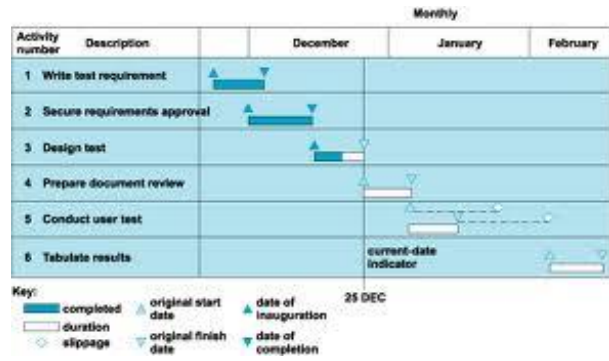 Monthly
Activity number Description December January February
1 Write test requirement
2 Secure requirements approval
3 Design test
4 Prepare document review
5 Conduct user test
6 Tabulate results
current-date
indicator
25 DEC
Key:
completed
original start
date
date of
inauguration
duration
slippage
original finish
date
date of
completion